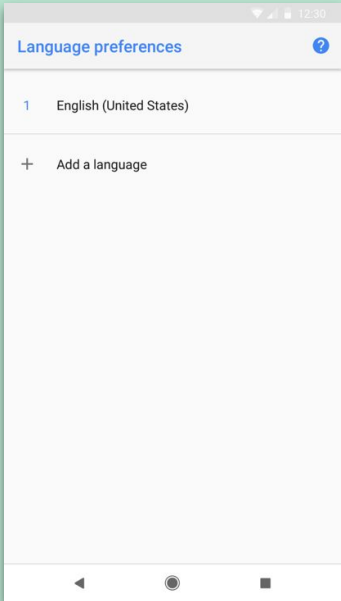 12:30
Language preferences
?
1 English (United States)
+ Add a language